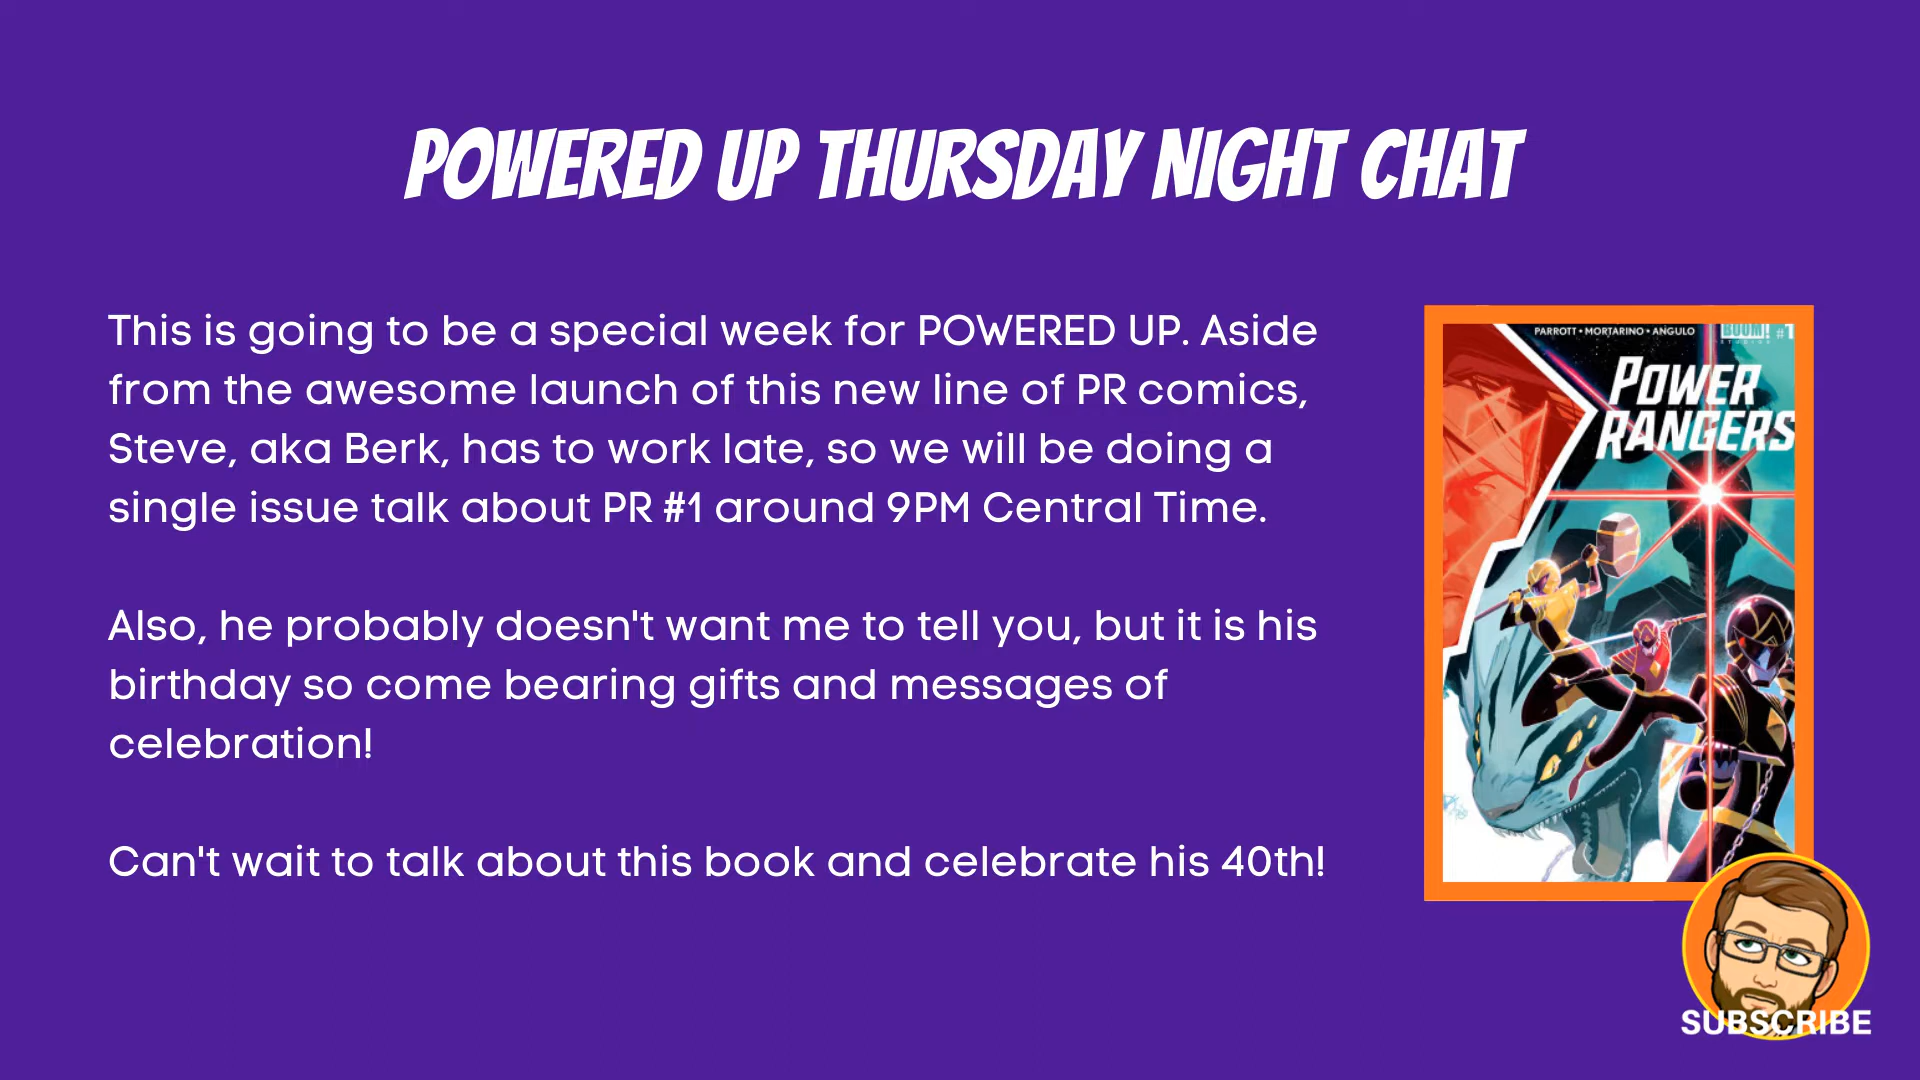 POWERED UP THURSDAY NIGHT CHAT
This is going to be a special week for POWERED UP. Aside
from the awesome launch of this new line of PR comics,
Steve, aka Berk, has to work late, so we will be doing a
single issue talk about PR #1 around 9PM Central Time.
Also, he probably doesn't want me to tell you, but it is his
birthday so come bearing gifts and messages of
celebration!
Can't wait to talk about this book and celebrate his 40th!
PARROTT • MORTARINO • ANGULO
BOOM! #1
STUDIOS
POWER
RANGERS
SUBSCRIBE